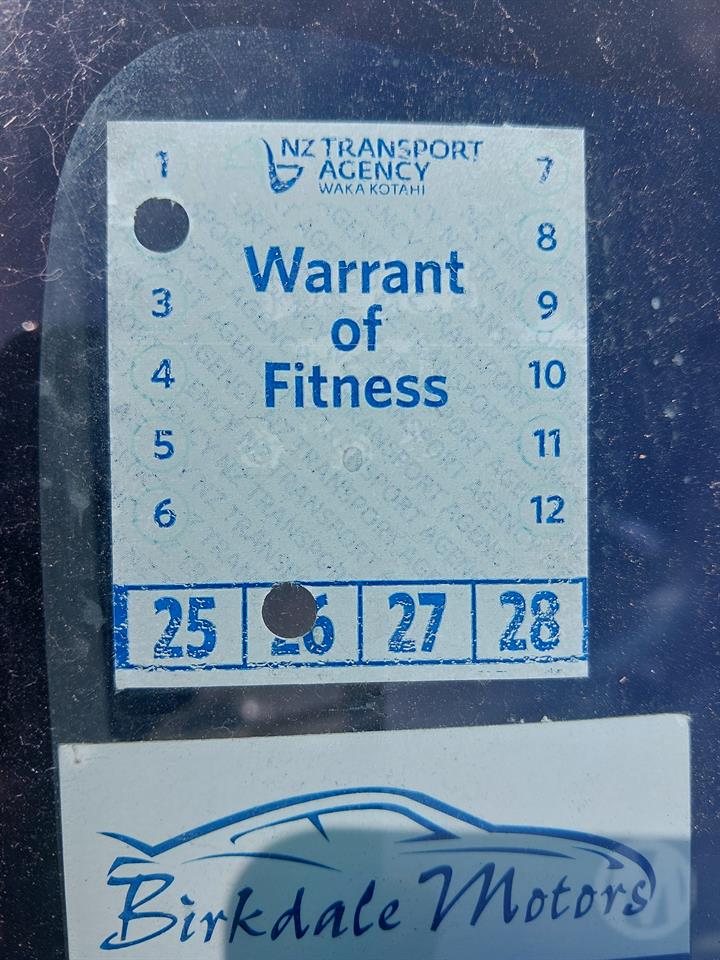 NZ TRANSPORT
AGENCY
WAKA KOTAHI
Warrant
of
Fitness
1
3
4
5
6
7
8
9
10
11
12
25 26 27 28
Birkdale Motors